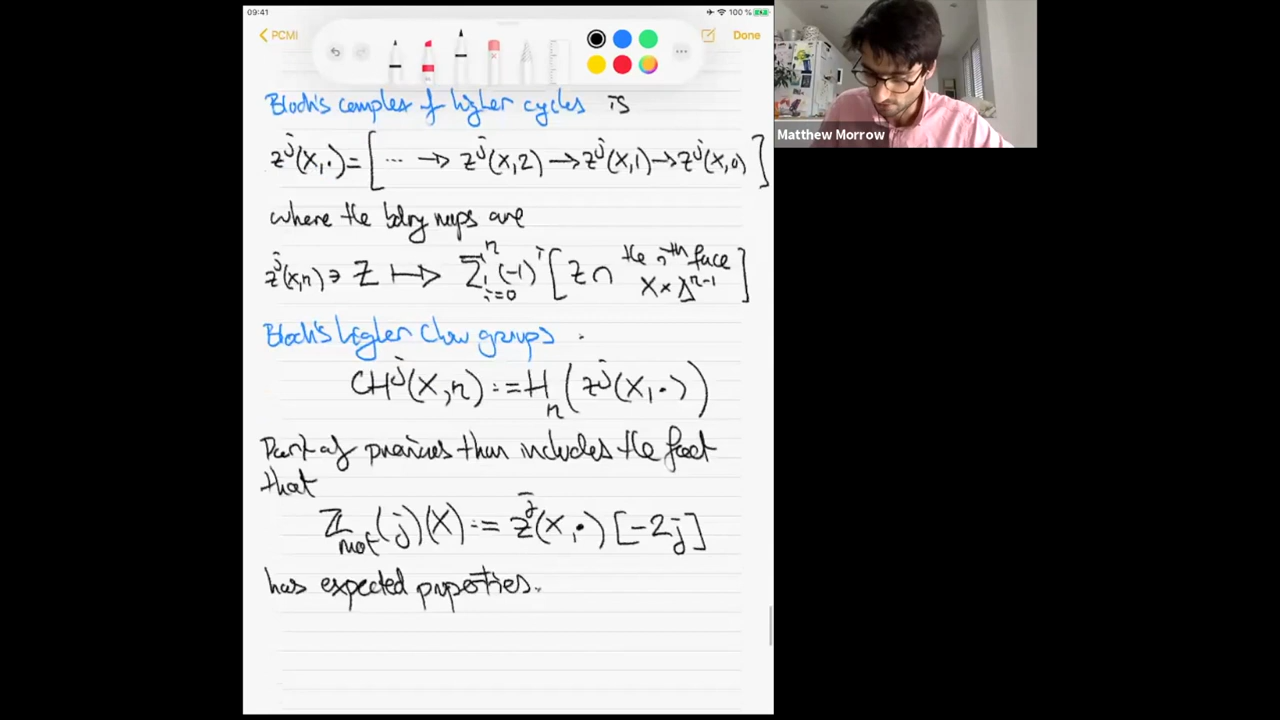 09:41
100 %
PCMI
Done
Bloch's complex of higher cycles is
z^j(X,•) = [ ··· → z^j(X,2) → z^j(X,1) → z^j(X,0) ]
where the bdry maps are
z^j(X,n) ∋ Z ↦ Σ_{i=0}^n (-1)^i [ Z ∩ the nth face X × Δ^{n-1} ]
Bloch's higher Chow groups :
CH^j(X,n) := H_n ( z^j(X,•) )
Part of previous thm includes the fact
that
ℤ_mot(j)(X) := z^j(X,•) [-2j]
has expected properties.
Matthew Morrow